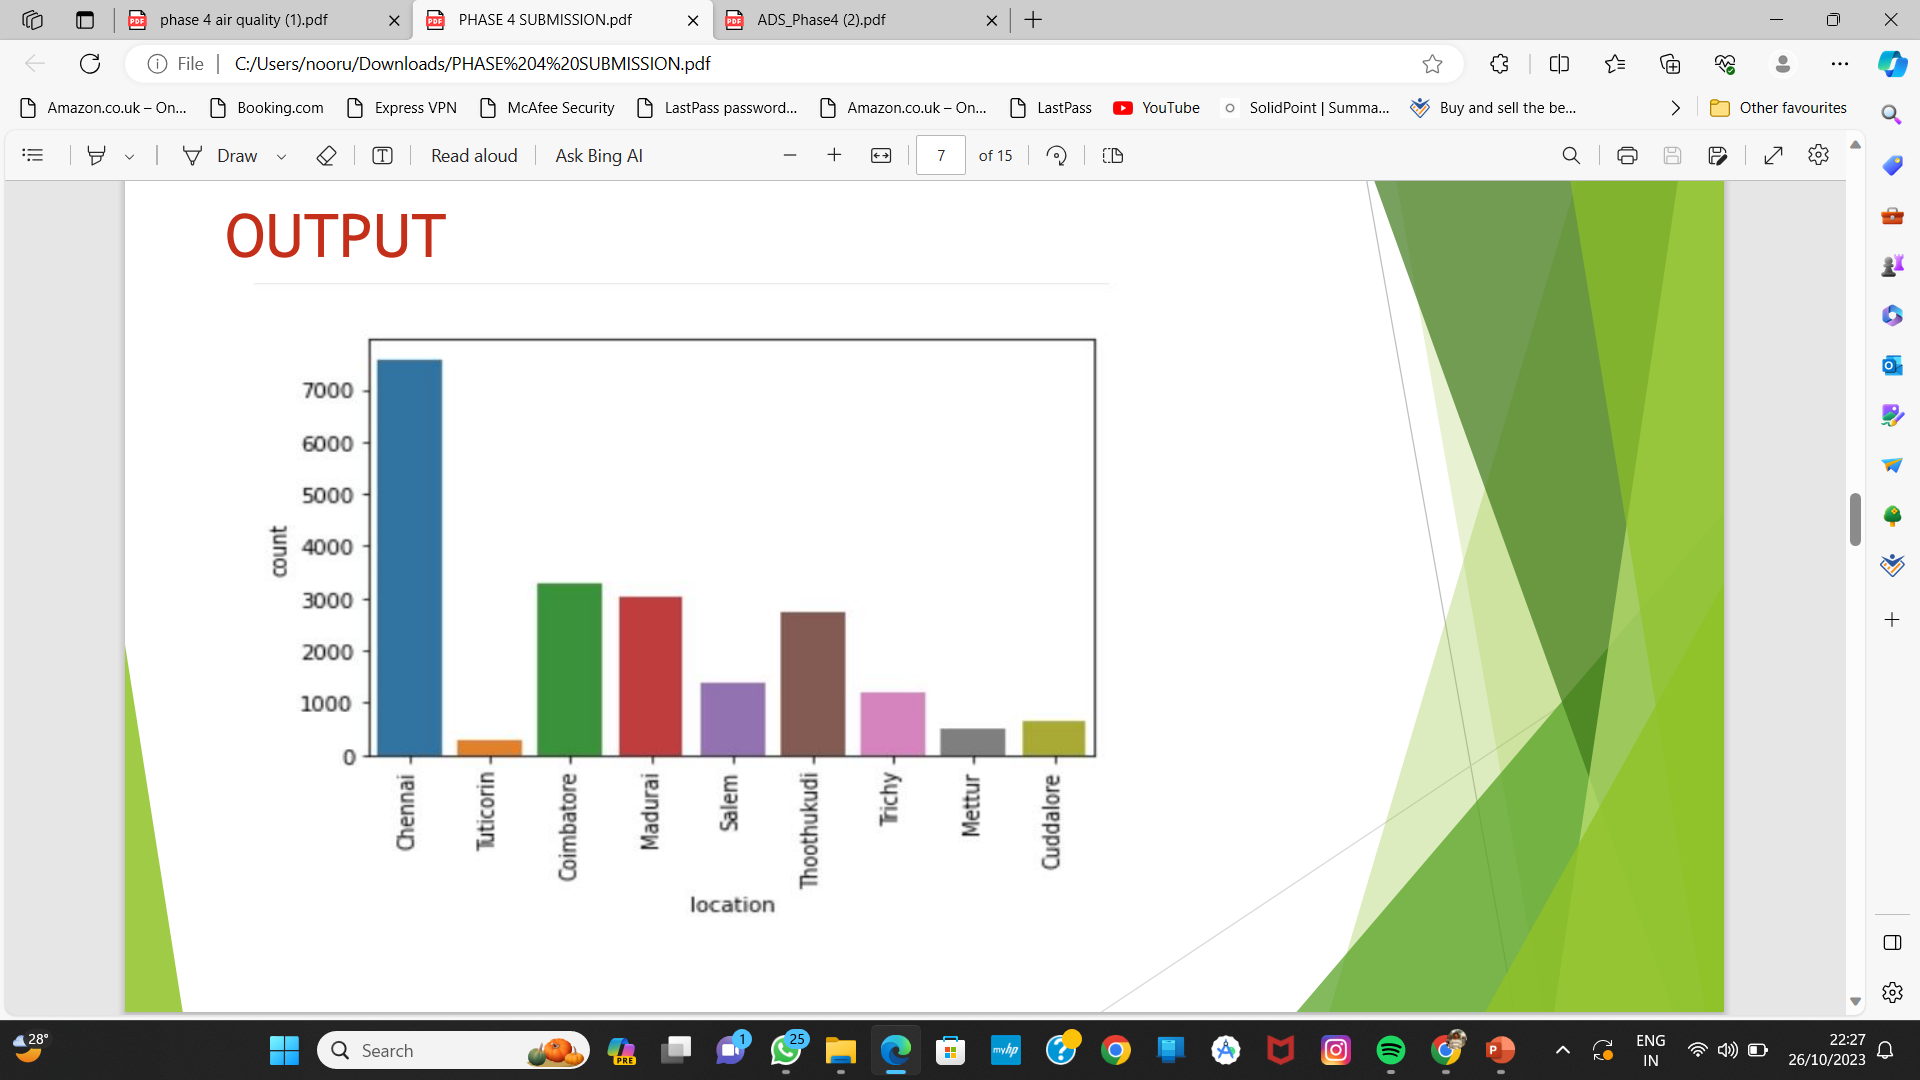 phase 4 air quality (1).pdf
PHASE 4 SUBMISSION.pdf
ADS_Phase4 (2).pdf
File
C:/Users/nooru/Downloads/PHASE%204%20SUBMISSION.pdf
Amazon.co.uk – On...
Booking.com
Express VPN
McAfee Security
LastPass password...
Amazon.co.uk – On...
LastPass
YouTube
SolidPoint | Summa...
Buy and sell the be...
Other favourites
Draw
Read aloud
Ask Bing AI
7
of 15
OUTPUT
7000
6000
5000
4000
3000
2000
1000
0
count
Chennai
Tuticorin
Coimbatore
Madurai
Salem
Thoothukudi
Trichy
Mettur
Cuddalore
location
28°
Search
PRE
1
25
myhp
ENG
IN
22:27
26/10/2023